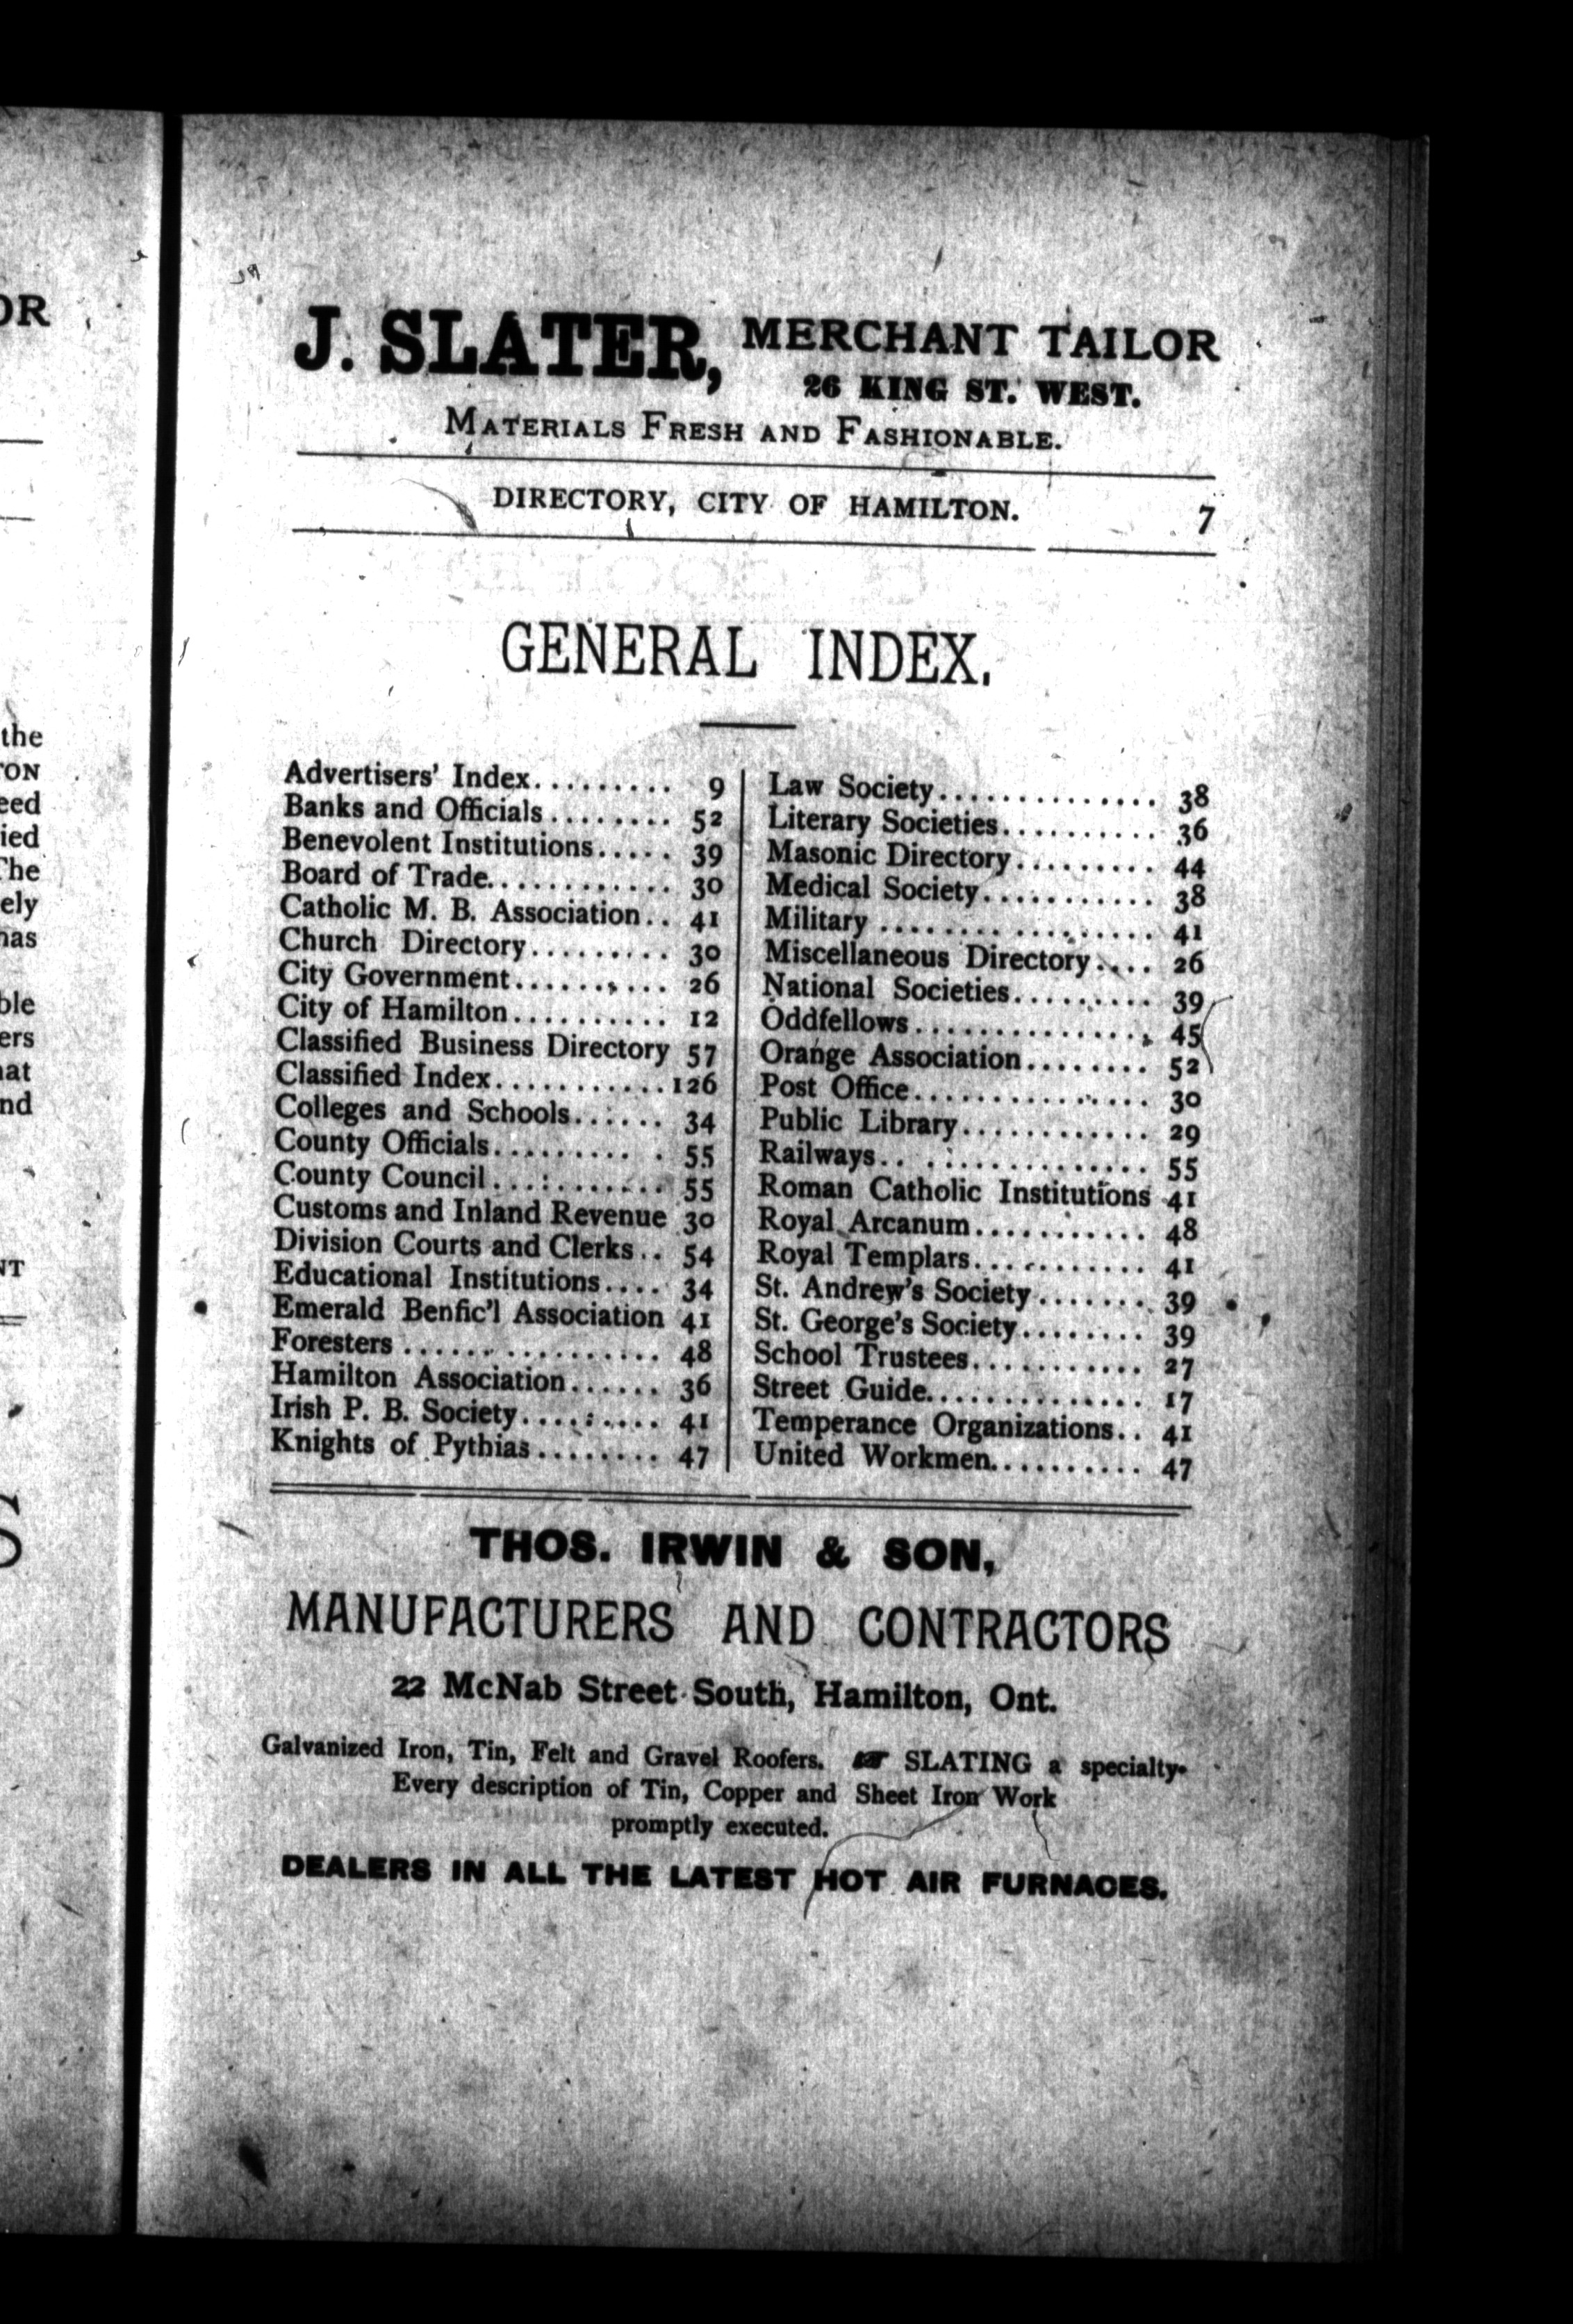 J. SLATER, MERCHANT TAILOR
26 KING ST. WEST.
MATERIALS FRESH AND FASHIONABLE.
DIRECTORY, CITY OF HAMILTON. 7
GENERAL INDEX.
Advertisers' Index.......... 9
Banks and Officials........ 52
Benevolent Institutions..... 39
Board of Trade............. 30
Catholic M. B. Association.. 41
Church Directory......... 30
City Government.......... 26
City of Hamilton.......... 12
Classified Business Directory 57
Classified Index...........126
Colleges and Schools...... 34
County Officials......... . 55
County Council........... 55
Customs and Inland Revenue 30
Division Courts and Clerks.. 54
Educational Institutions.... 34
Emerald Benfic'l Association 41
Foresters ................ 48
Hamilton Association...... 36
Irish P. B. Society......... 41
Knights of Pythias........ 47
Law Society.............. 38
Literary Societies.......... 36
Masonic Directory......... 44
Medical Society........... 38
Military ................. 41
Miscellaneous Directory.... 26
National Societies......... 39
Oddfellows............... 45
Orange Association........ 52
Post Office............... 30
Public Library............ 29
Railways.. .............. 55
Roman Catholic Institutions 41
Royal Arcanum........... 48
Royal Templars........... 41
St. Andrew's Society....... 39
St. George's Society........ 39
School Trustees........... 27
Street Guide.............. 17
Temperance Organizations.. 41
United Workmen.......... 47
THOS. IRWIN & SON,
MANUFACTURERS AND CONTRACTORS
22 McNab Street South, Hamilton, Ont.
Galvanized Iron, Tin, Felt and Gravel Roofers. ☛ SLATING a specialty.
Every description of Tin, Copper and Sheet Iron Work
promptly executed.
DEALERS IN ALL THE LATEST HOT AIR FURNACES.